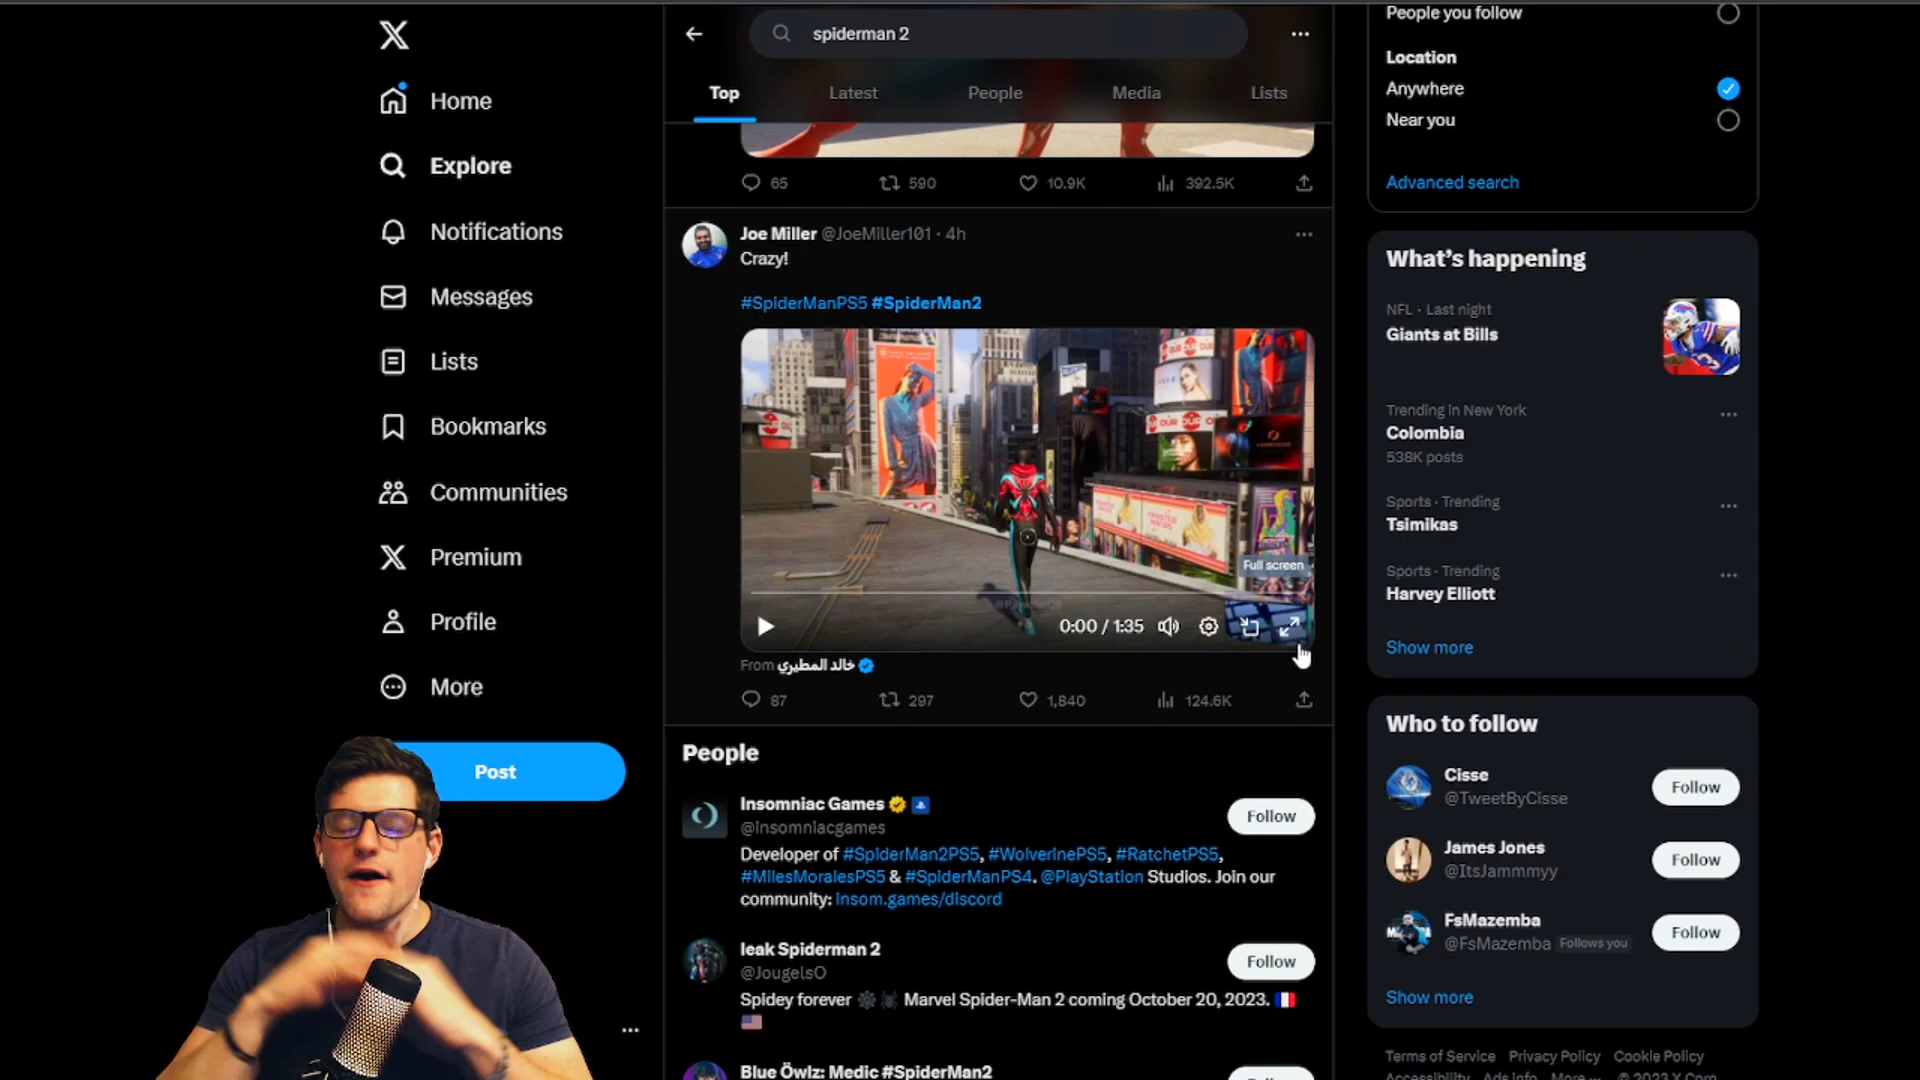 Home
Explore
Notifications
Messages
Lists
Bookmarks
Communities
Premium
Profile
More
Post
spiderman 2
Top Latest People Media Lists
65 590 10.9K 392.5K
Joe Miller @JoeMiller101 · 4h
Crazy!
#SpiderManPS5 #SpiderMan2
Full screen
0:00 / 1:35
From خالد المطيري
87 297 1,840 124.6K
People
Insomniac Games
@insomniacgames
Follow
Developer of #SpiderMan2PS5, #WolverinePS5, #RatchetPS5,
#MilesMoralesPS5 & #SpiderManPS4. @PlayStation Studios. Join our
community: insom.games/discord
leak Spiderman 2
@JougelsO
Follow
Spidey forever 🕸 🕷 Marvel Spider-Man 2 coming October 20, 2023. 🇫🇷
🇺🇸
Blue Öwlz: Medic #SpiderMan2
People you follow
Location
Anywhere
Near you
Advanced search
What's happening
NFL · Last night
Giants at Bills
Trending in New York
Colombia
538K posts
Sports · Trending
Tsimikas
Sports · Trending
Harvey Elliott
Show more
Who to follow
Cisse
@TweetByCisse
Follow
James Jones
@ItsJammmyy
Follow
FsMazemba
@FsMazemba Follows you
Follow
Show more
Terms of Service Privacy Policy Cookie Policy
Accessibility Ads info More ... © 2023 X Corp.